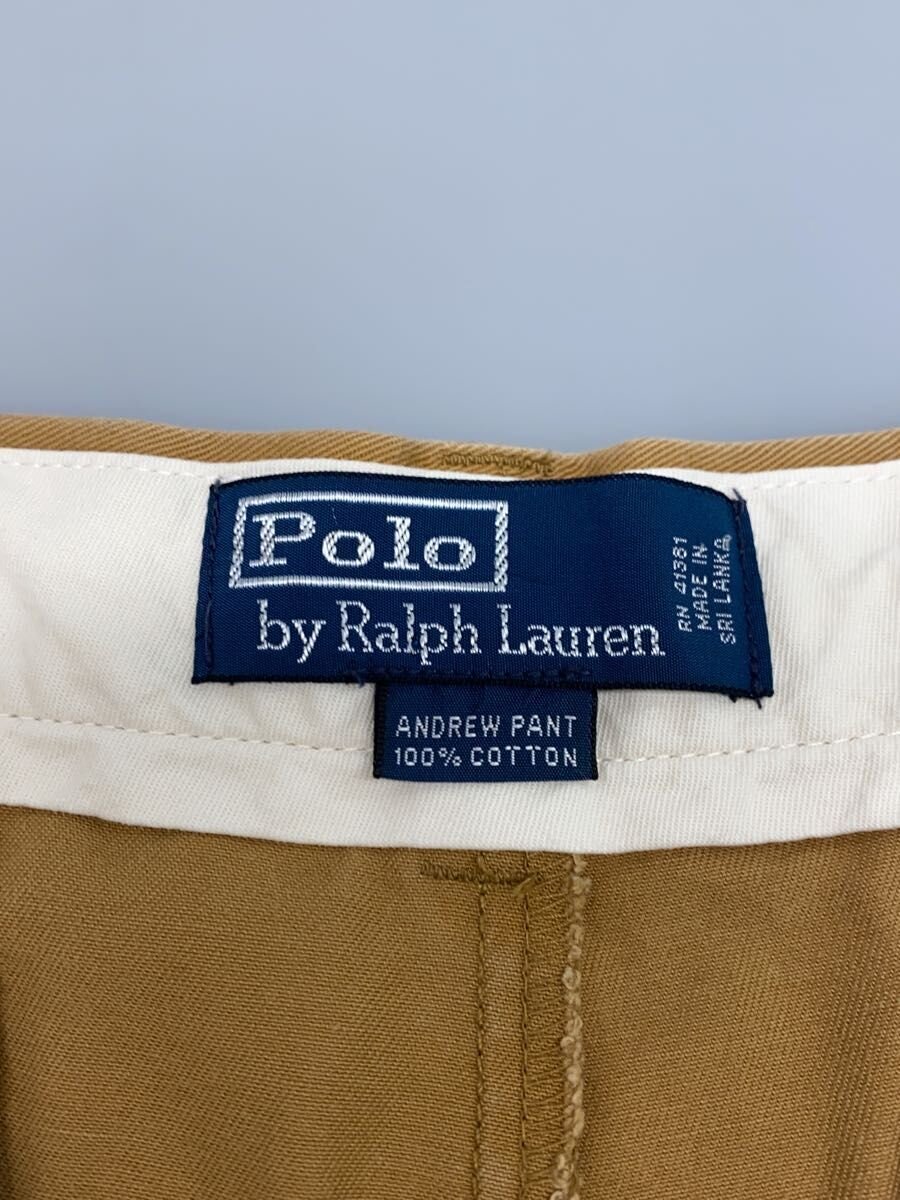 Polo
by Ralph Lauren
RN 41381
MADE IN
SRI LANKA
ANDREW PANT
100% COTTON